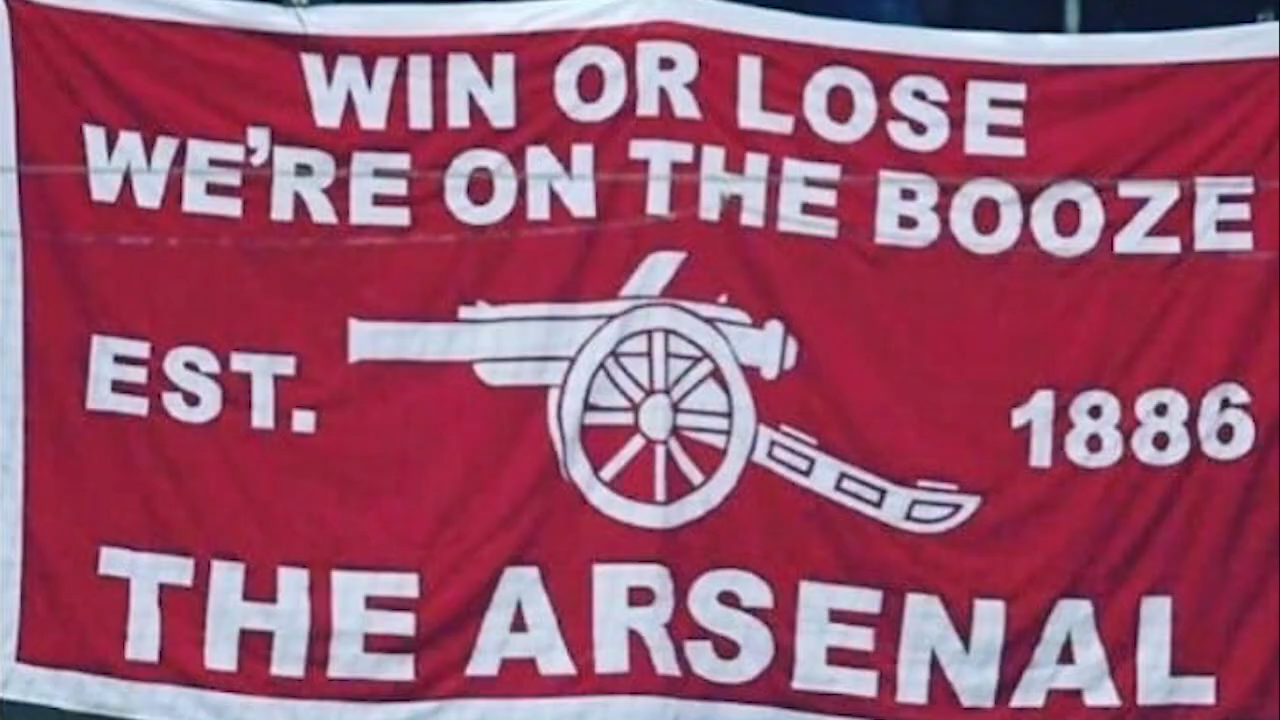 WIN OR LOSE
WE'RE ON THE BOOZE
EST. 1886
THE ARSENAL